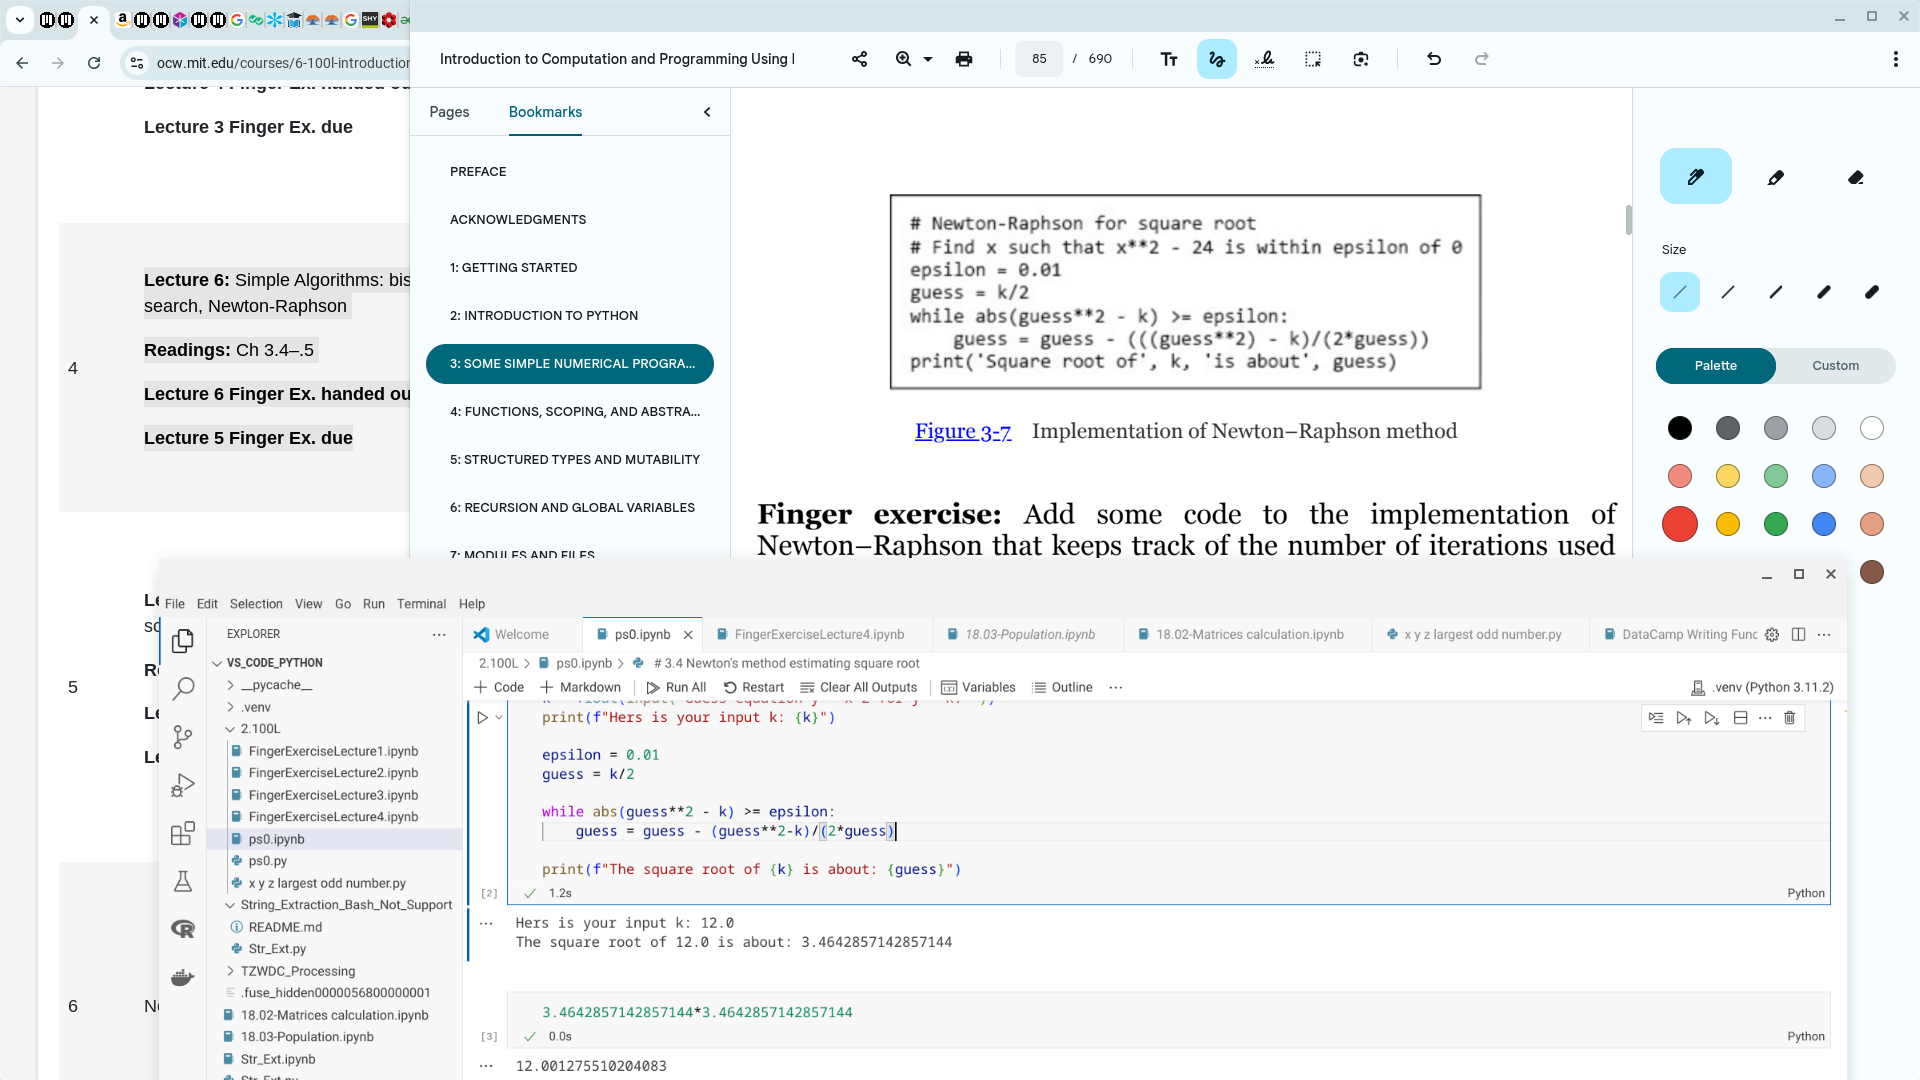 ocw.mit.edu/courses/6-100l-introduction
Lecture 3 Finger Ex. due
4
Lecture 6: Simple Algorithms: bis
search, Newton-Raphson
Readings: Ch 3.4–.5
Lecture 6 Finger Ex. handed ou
Lecture 5 Finger Ex. due
5
6
Introduction to Computation and Programming Using
85 / 690
Pages Bookmarks
PREFACE
ACKNOWLEDGMENTS
1: GETTING STARTED
2: INTRODUCTION TO PYTHON
3: SOME SIMPLE NUMERICAL PROGRA...
4: FUNCTIONS, SCOPING, AND ABSTRA...
5: STRUCTURED TYPES AND MUTABILITY
6: RECURSION AND GLOBAL VARIABLES
7: MODULES AND FILES
# Newton-Raphson for square root
# Find x such that x**2 - 24 is within epsilon of 0
epsilon = 0.01
guess = k/2
while abs(guess**2 - k) >= epsilon:
guess = guess - (((guess**2) - k)/(2*guess))
print('Square root of', k, 'is about', guess)
Figure 3-7 Implementation of Newton–Raphson method
Finger exercise: Add some code to the implementation of
Newton–Raphson that keeps track of the number of iterations used
Size
Palette Custom
File Edit Selection View Go Run Terminal Help
EXPLORER
VS_CODE_PYTHON
__pycache__
.venv
2.100L
FingerExerciseLecture1.ipynb
FingerExerciseLecture2.ipynb
FingerExerciseLecture3.ipynb
FingerExerciseLecture4.ipynb
ps0.ipynb
ps0.py
x y z largest odd number.py
String_Extraction_Bash_Not_Support
README.md
Str_Ext.py
TZWDC_Processing
.fuse_hidden0000056800000001
18.02-Matrices calculation.ipynb
18.03-Population.ipynb
Str_Ext.ipynb
Str_Ext.py
Welcome ps0.ipynb FingerExerciseLecture4.ipynb 18.03-Population.ipynb 18.02-Matrices calculation.ipynb x y z largest odd number.py DataCamp Writing Func
2.100L > ps0.ipynb > # 3.4 Newton's method estimating square root
Code Markdown Run All Restart Clear All Outputs Variables Outline ... .venv (Python 3.11.2)
print(f"Hers is your input k: {k}")
epsilon = 0.01
guess = k/2
while abs(guess**2 - k) >= epsilon:
guess = guess - (guess**2-k)/(2*guess)
print(f"The square root of {k} is about: {guess}")
[2] 1.2s Python
Hers is your input k: 12.0
The square root of 12.0 is about: 3.4642857142857144
3.4642857142857144*3.4642857142857144
[3] 0.0s Python
12.001275510204083